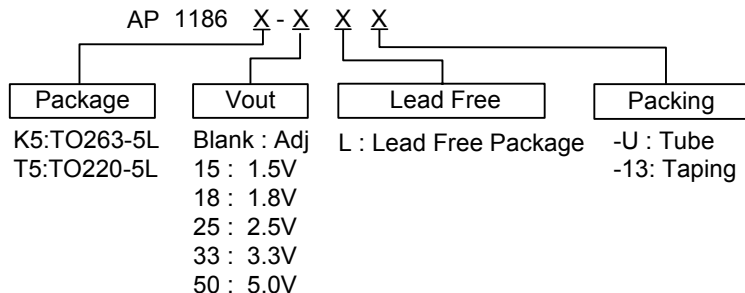 AP 1186 X - X X X
Package Vout Lead Free Packing
K5:TO263-5L Blank : Adj L : Lead Free Package -U : Tube
T5:TO220-5L 15 : 1.5V -13: Taping
18 : 1.8V
25 : 2.5V
33 : 3.3V
50 : 5.0V